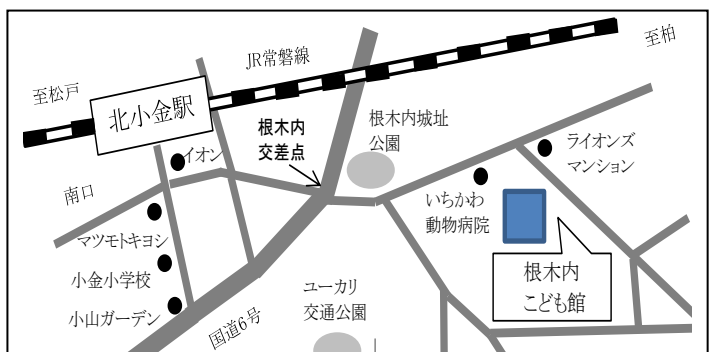 JR常磐線
至柏
至松戸
北小金駅
根木内
交差点
根木内城址
公園
ライオンズ
マンション
イオン
南口
いちかわ
動物病院
マツモトキヨシ
小金小学校
小山ガーデン
ユーカリ
交通公園
根木内
こども館
国道6号